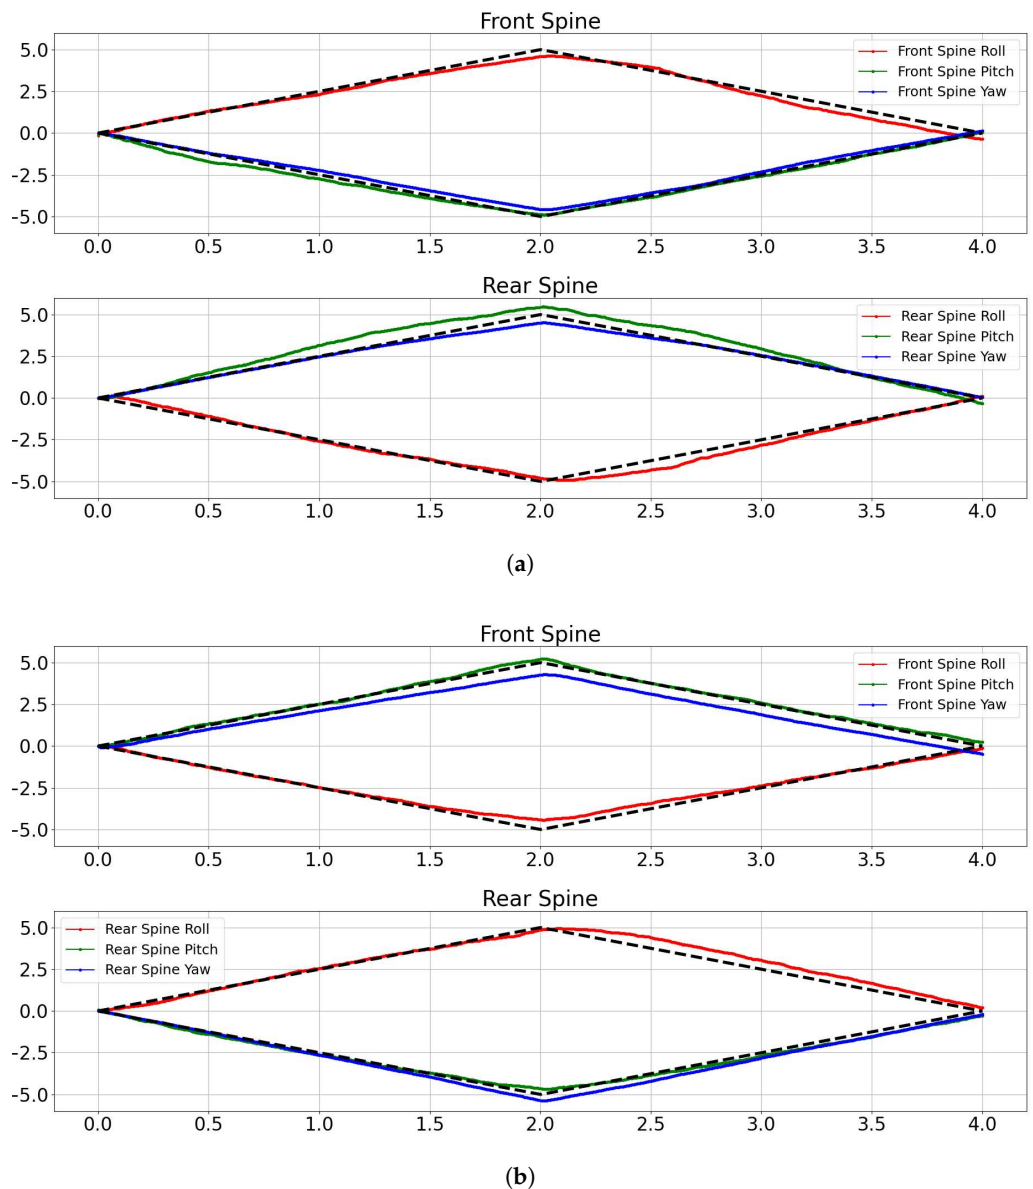 Front Spine
5.0
2.5
0.0
-2.5
-5.0
Front Spine Roll
Front Spine Pitch
Front Spine Yaw
0.0 0.5 1.0 1.5 2.0 2.5 3.0 3.5 4.0
Rear Spine
5.0
2.5
0.0
-2.5
-5.0
Rear Spine Roll
Rear Spine Pitch
Rear Spine Yaw
0.0 0.5 1.0 1.5 2.0 2.5 3.0 3.5 4.0
(a)
Front Spine
5.0
2.5
0.0
-2.5
-5.0
Front Spine Roll
Front Spine Pitch
Front Spine Yaw
0.0 0.5 1.0 1.5 2.0 2.5 3.0 3.5 4.0
Rear Spine
5.0
2.5
0.0
-2.5
-5.0
Rear Spine Roll
Rear Spine Pitch
Rear Spine Yaw
0.0 0.5 1.0 1.5 2.0 2.5 3.0 3.5 4.0
(b)